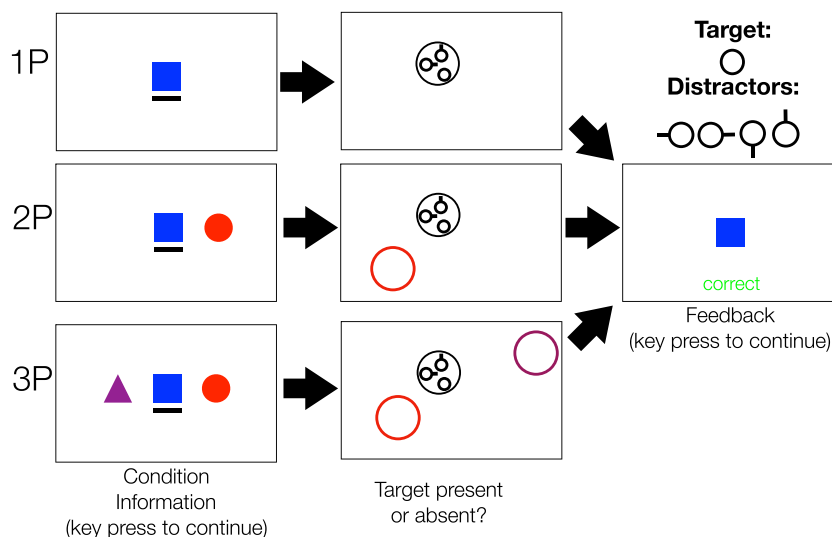 1P
Target:
Distractors:
2P
correct
Feedback
(key press to continue)
3P
Condition
Information
(key press to continue)
Target present
or absent?